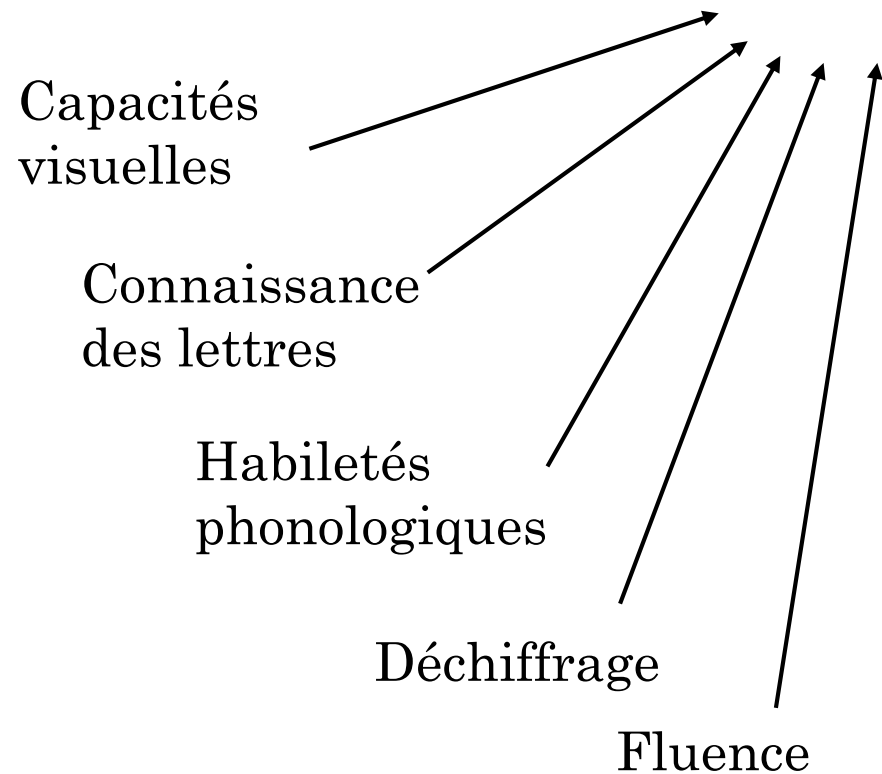 Capacités
visuelles
Connaissance
des lettres
Habiletés
phonologiques
Déchiffrage
Fluence